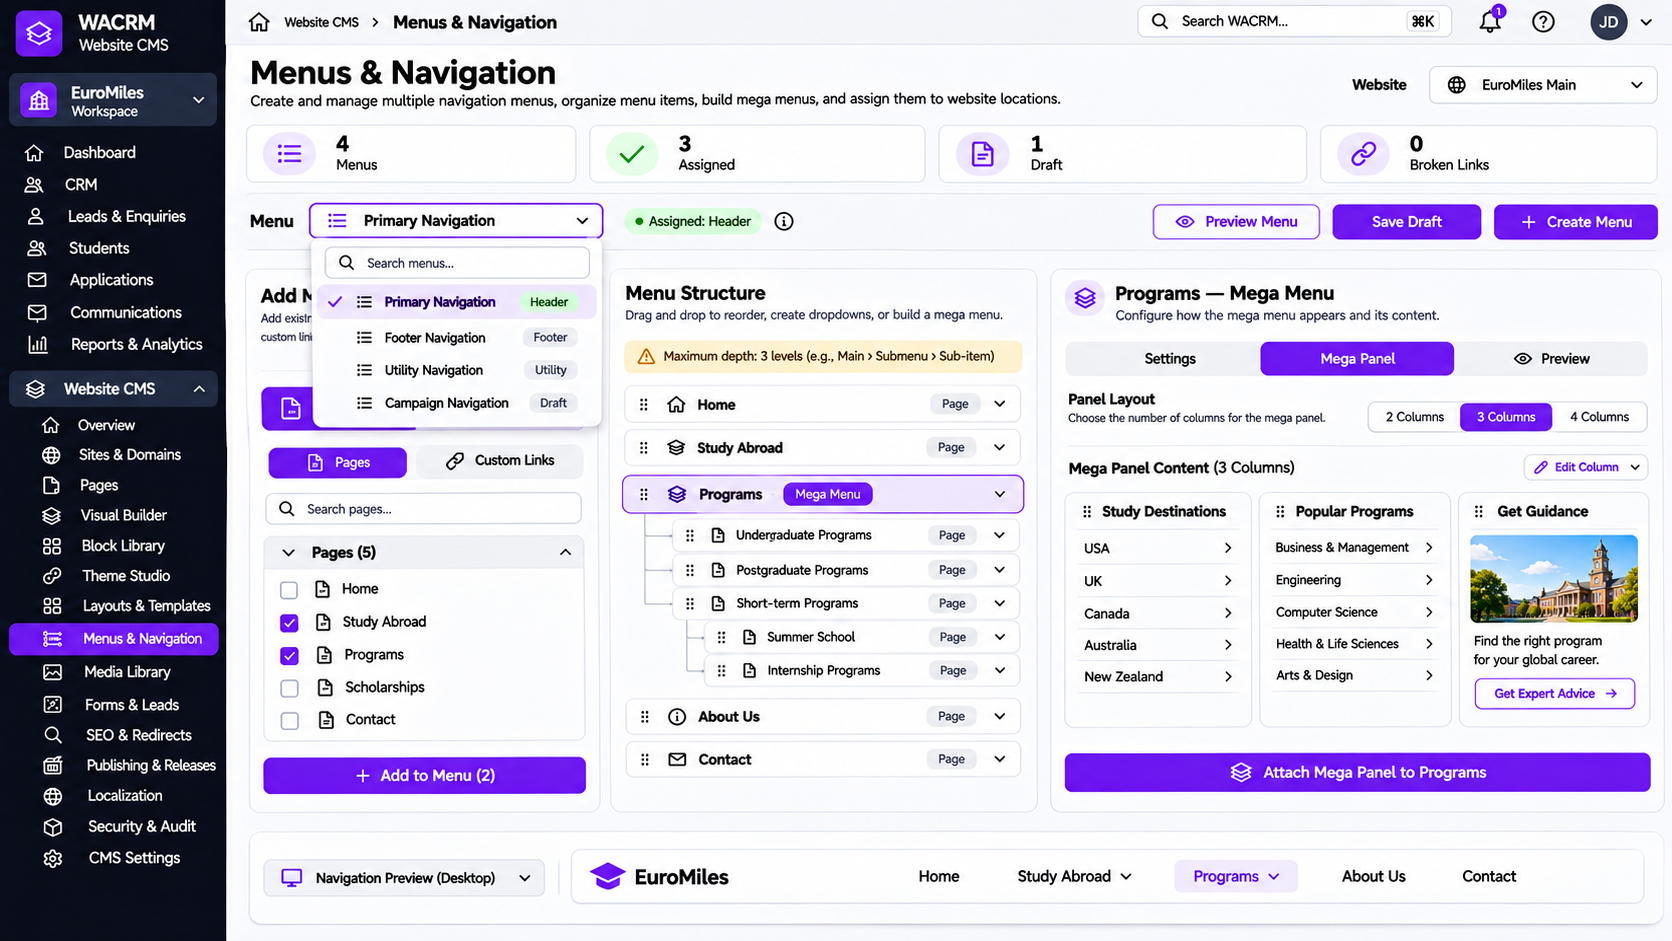 WACRM
Website CMS
EuroMiles
Workspace
Dashboard
CRM
Leads & Enquiries
Students
Applications
Communications
Reports & Analytics
Website CMS
Overview
Sites & Domains
Pages
Visual Builder
Block Library
Theme Studio
Layouts & Templates
Menus & Navigation
Media Library
Forms & Leads
SEO & Redirects
Publishing & Releases
Localization
Security & Audit
CMS Settings
Website CMS > Menus & Navigation
Search WACRM...
⌘K
1
JD
Menus & Navigation
Create and manage multiple navigation menus, organize menu items, build mega menus, and assign them to website locations.
Website
EuroMiles Main
4
Menus
3
Assigned
1
Draft
0
Broken Links
Menu
Primary Navigation
Assigned: Header
Preview Menu
Save Draft
+ Create Menu
Search menus...
Primary Navigation Header
Footer Navigation Footer
Utility Navigation Utility
Campaign Navigation Draft
Add
Add
custom
Pages
Custom Links
Search pages...
Pages (5)
Home
Study Abroad
Programs
Scholarships
Contact
+ Add to Menu (2)
Menu Structure
Drag and drop to reorder, create dropdowns, or build a mega menu.
Maximum depth: 3 levels (e.g., Main > Submenu > Sub-item)
Home Page
Study Abroad Page
Programs Mega Menu
Undergraduate Programs Page
Postgraduate Programs Page
Short-term Programs Page
Summer School Page
Internship Programs Page
About Us Page
Contact Page
Programs — Mega Menu
Configure how the mega menu appears and its content.
Settings
Mega Panel
Preview
Panel Layout
Choose the number of columns for the mega panel.
2 Columns
3 Columns
4 Columns
Mega Panel Content (3 Columns)
Edit Column
Study Destinations
USA
UK
Canada
Australia
New Zealand
Popular Programs
Business & Management
Engineering
Computer Science
Health & Life Sciences
Arts & Design
Get Guidance
Find the right program
for your global career.
Get Expert Advice →
Attach Mega Panel to Programs
Navigation Preview (Desktop)
EuroMiles
Home
Study Abroad
Programs
About Us
Contact